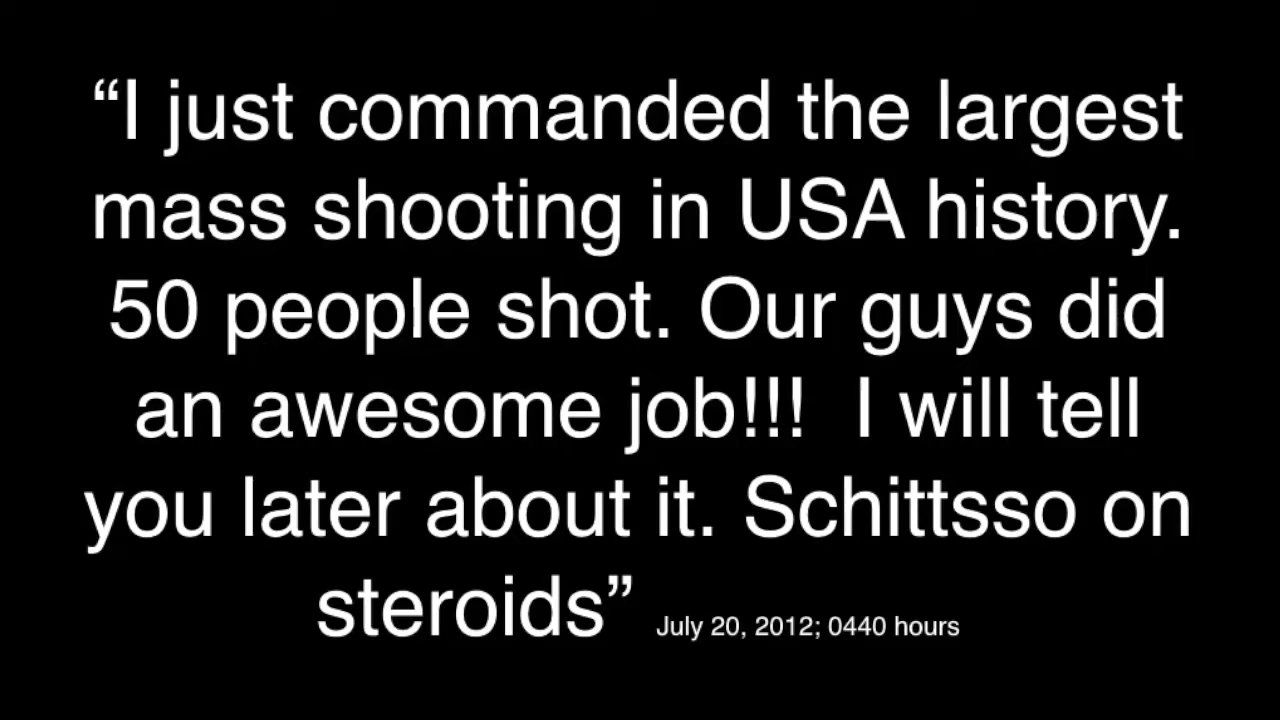 “I just commanded the largest
mass shooting in USA history.
50 people shot. Our guys did
an awesome job!!!  I will tell
you later about it. Schittsso on
steroids” July 20, 2012; 0440 hours